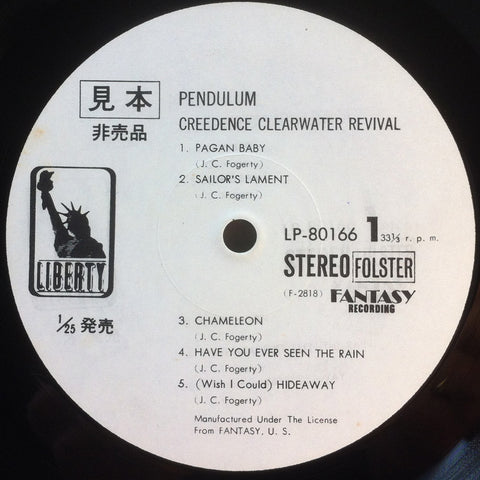 見本
非売品
PENDULUM
CREEDENCE CLEARWATER REVIVAL
1. PAGAN BABY
(J. C. Fogerty)
2. SAILOR'S LAMENT
(J. C. Fogerty)
LIBERTY
1/25 発売
LP-80166 1 33⅓ r. p. m.
STEREO FOLSTER
(F-2818) FANTASY
RECORDING
3. CHAMELEON
(J. C. Fogerty)
4. HAVE YOU EVER SEEN THE RAIN
(J. C. Fogerty)
5. (Wish I Could) HIDEAWAY
(J. C. Fogerty)
Manufactured Under The License
From FANTASY, U. S.